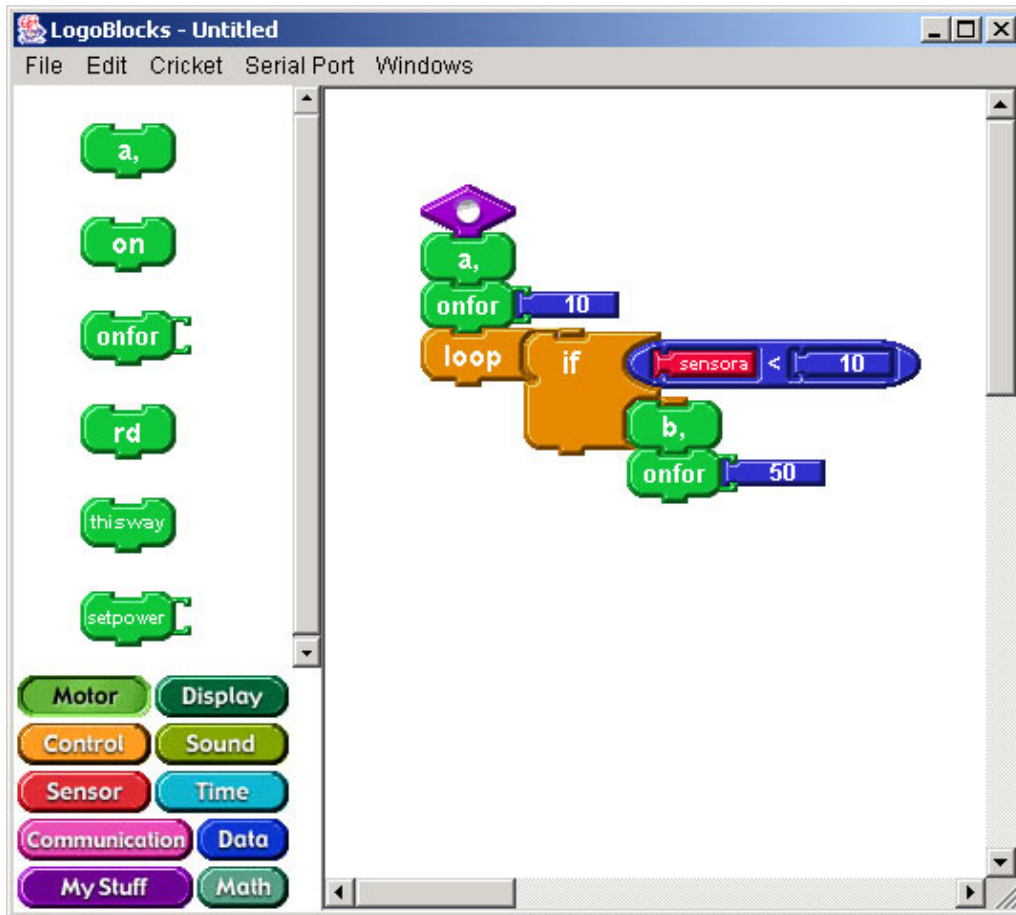 LogoBlocks - Untitled
File Edit Cricket Serial Port Windows
a,
on
onfor
rd
thisway
setpower
Motor Display
Control Sound
Sensor Time
Communication Data
My Stuff Math
a,
onfor 10
loop if sensora < 10
b,
onfor 50